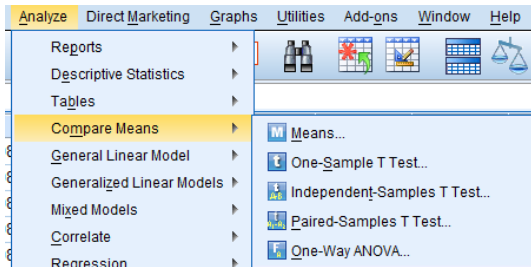 Analyze Direct Marketing Graphs Utilities Add-ons Window Help
Reports
Descriptive Statistics
Tables
Compare Means
General Linear Model
Generalized Linear Models
Mixed Models
Correlate
Regression
M Means...
t One-Sample T Test...
A-B Independent-Samples T Test...
Paired-Samples T Test...
One-Way ANOVA...